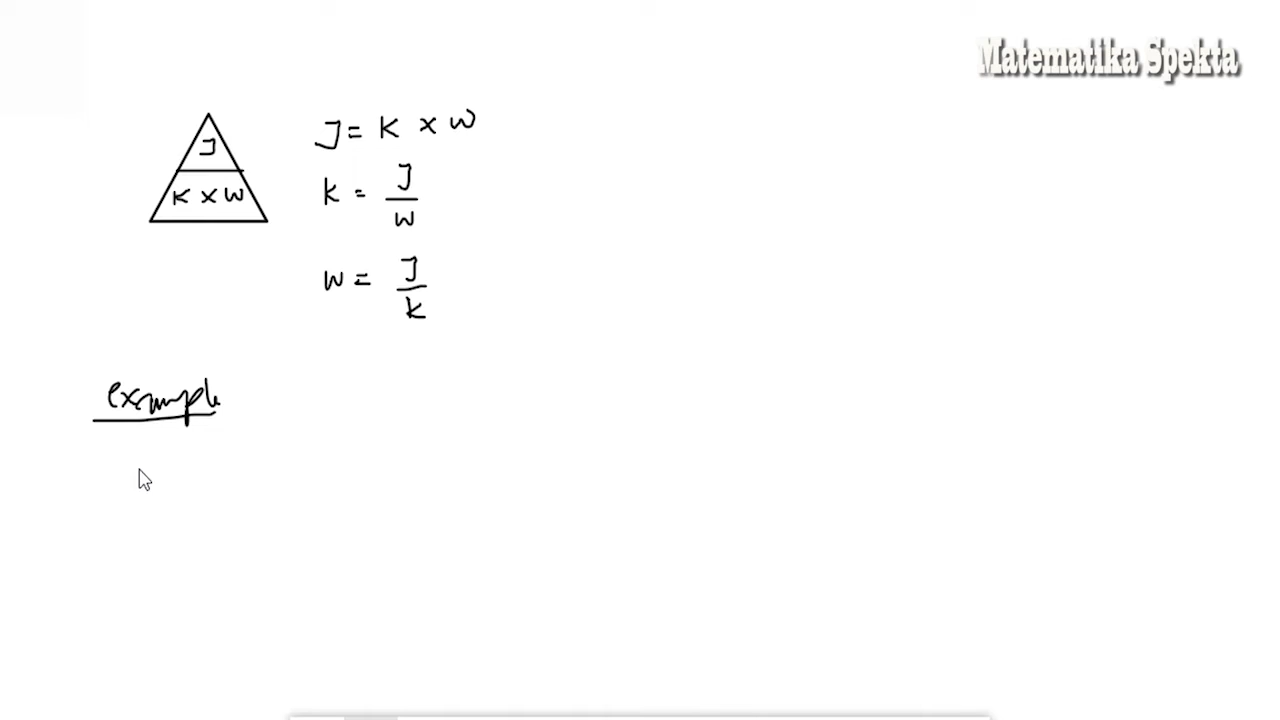 Matematika Spekta
J
K X W
J = K x W
K = J / W
W = J / K
example